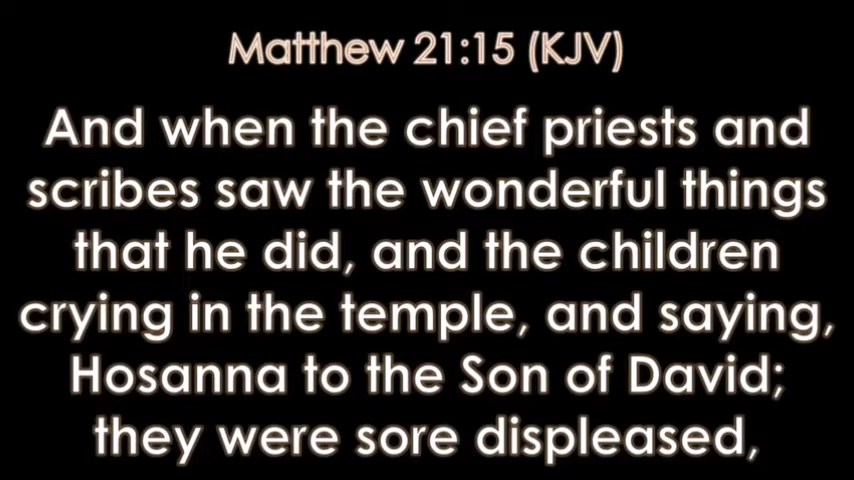 Matthew 21:15 (KJV)
And when the chief priests and
scribes saw the wonderful things
that he did, and the children
crying in the temple, and saying,
Hosanna to the Son of David;
they were sore displeased,